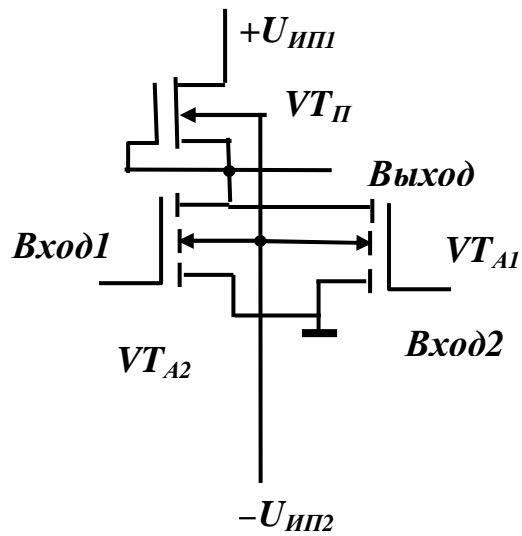 +U_ИП1
VT_П
Выход
Вход1
VT_А1
Вход2
VT_А2
–U_ИП2